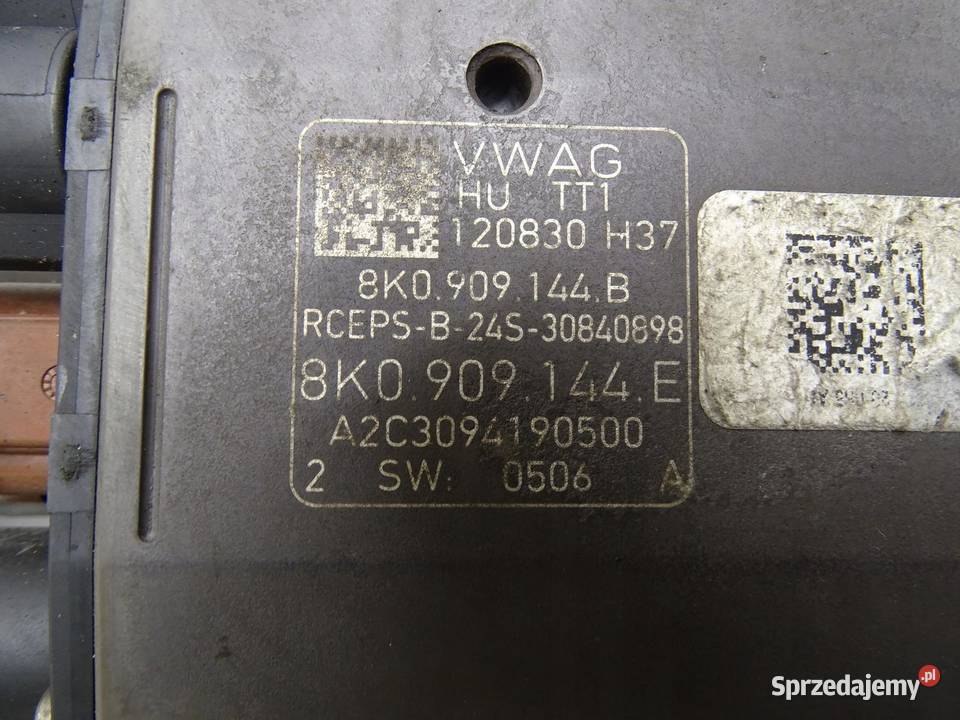 VWAG
HU TT1
120830 H37
8K0.909.144.B
RCEPS-B-24S-30840898
8K0.909.144.E
A2C3094190500
2 SW: 0506 A
Sprzedajemy.pl